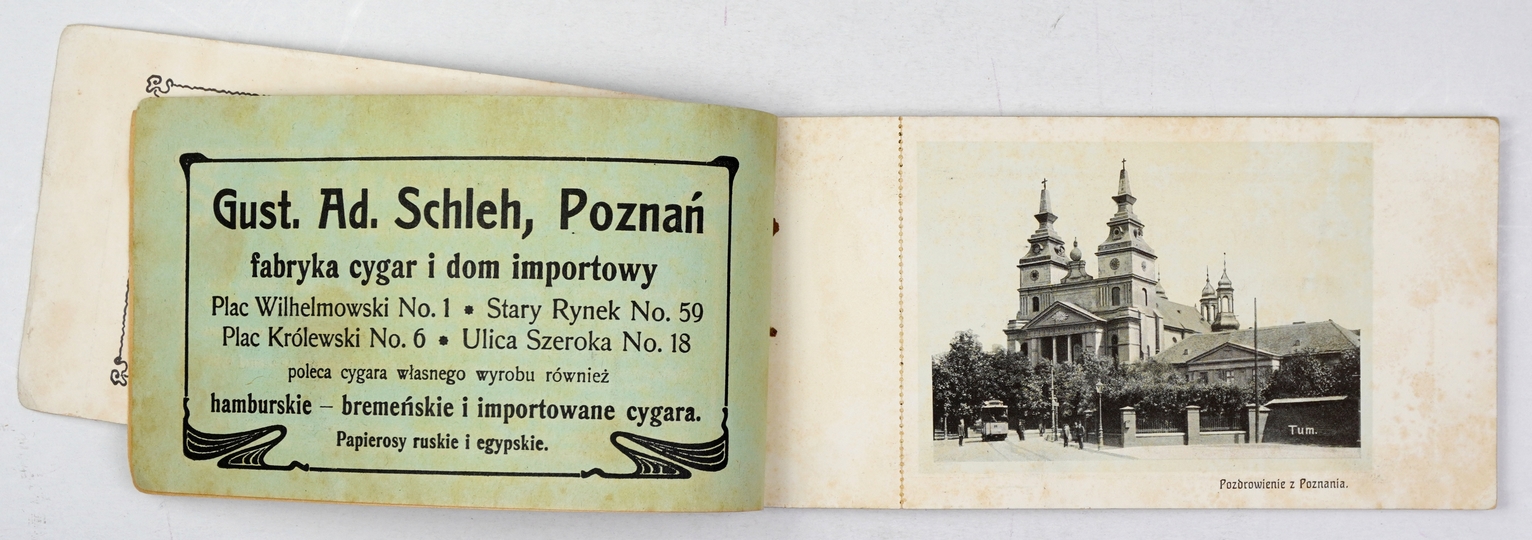 Gust. Ad. Schleh, Poznań
fabryka cygar i dom importowy
Plac Wilhelmowski No. 1 • Stary Rynek No. 59
Plac Królewski No. 6 • Ulica Szeroka No. 18
poleca cygara własnego wyrobu również
hamburskie – bremeńskie i importowane cygara.
Papierosy ruskie i egypskie.
Tum.
Pozdrowienie z Poznania.